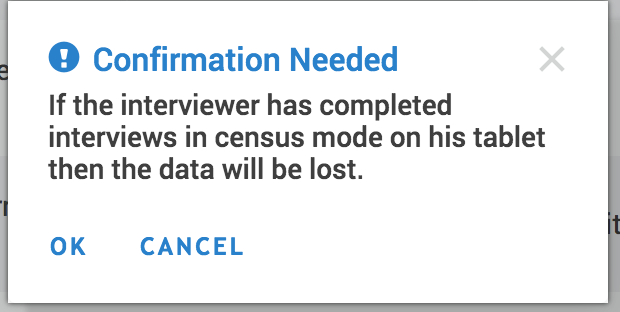 Confirmation Needed
If the interviewer has completed
interviews in census mode on his tablet
then the data will be lost.
OK CANCEL
it